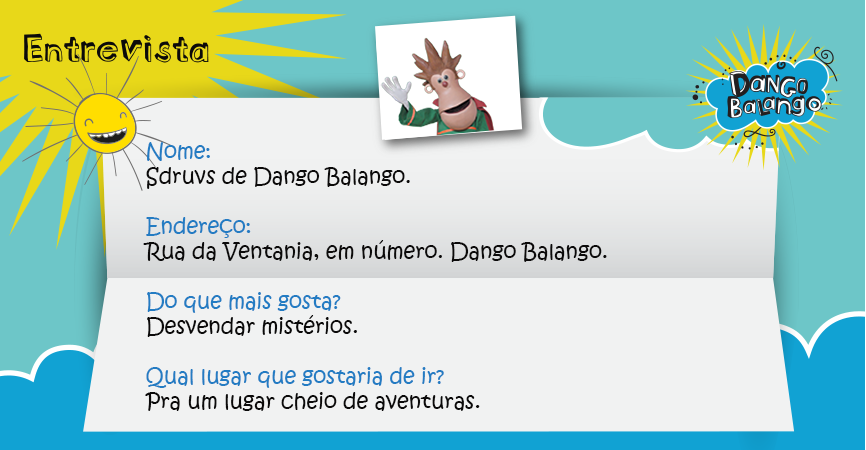 Entrevista
DANGO
BALANGO
Nome:
Sdruvs de Dango Balango.
Endereço:
Rua da Ventania, em número. Dango Balango.
Do que mais gosta?
Desvendar mistérios.
Qual lugar que gostaria de ir?
Pra um lugar cheio de aventuras.